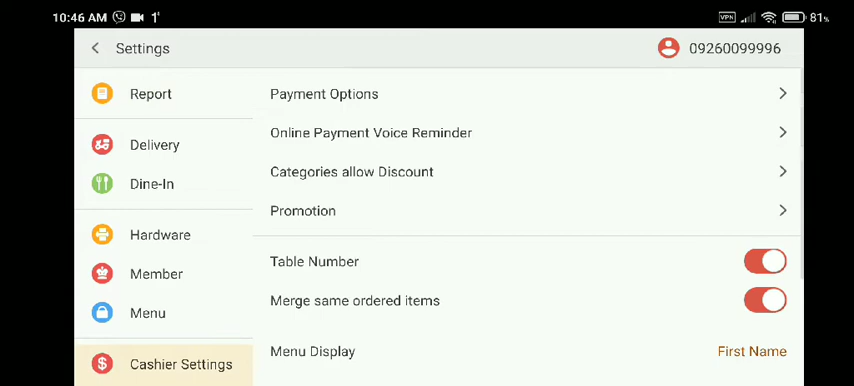 10:46 AM
VPN
81%
Settings
09260099996
Report
Delivery
Dine-In
Hardware
Member
Menu
Cashier Settings
Payment Options
Online Payment Voice Reminder
Categories allow Discount
Promotion
Table Number
Merge same ordered items
Menu Display
First Name